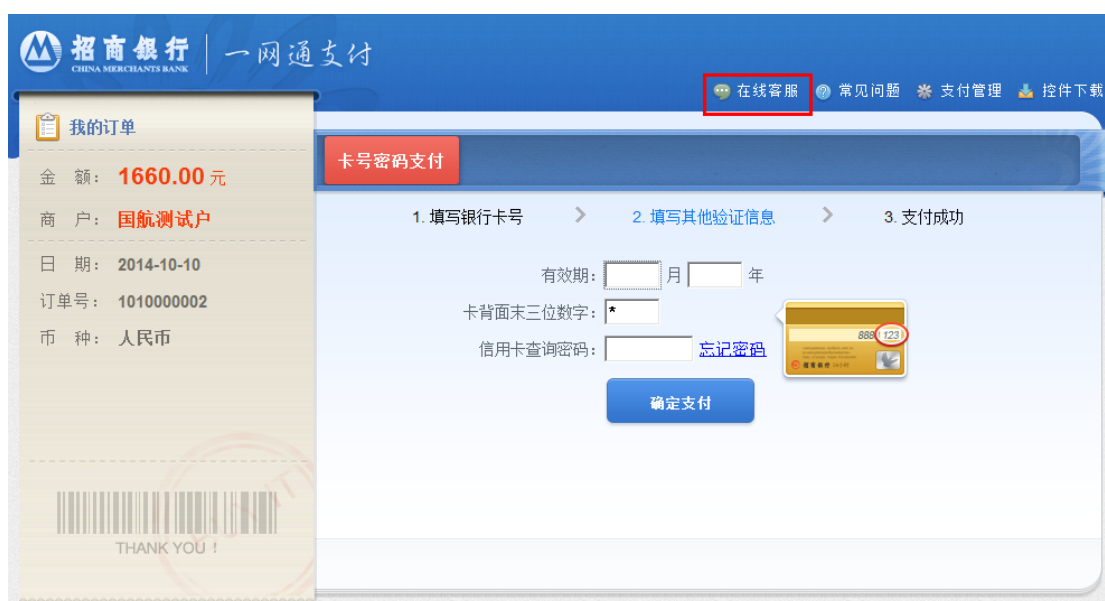 招商銀行 一网通支付
CHINA MERCHANTS BANK
在线客服 常见问题 支付管理 控件下载
我的订单
金 额: 1660.00 元
商 户: 国航测试户
日 期: 2014-10-10
订单号: 1010000002
币 种: 人民币
THANK YOU !
卡号密码支付
1. 填写银行卡号 > 2. 填写其他验证信息 > 3. 支付成功
有效期: 月 年
卡背面末三位数字: *
888 123
信用卡查询密码: 忘记密码
确定支付